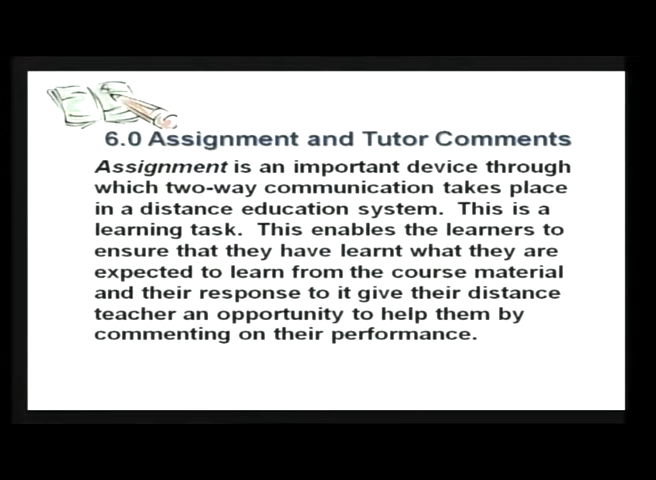 6.0 Assignment and Tutor Comments
Assignment is an important device through
which two-way communication takes place
in a distance education system. This is a
learning task. This enables the learners to
ensure that they have learnt what they are
expected to learn from the course material
and their response to it give their distance
teacher an opportunity to help them by
commenting on their performance.